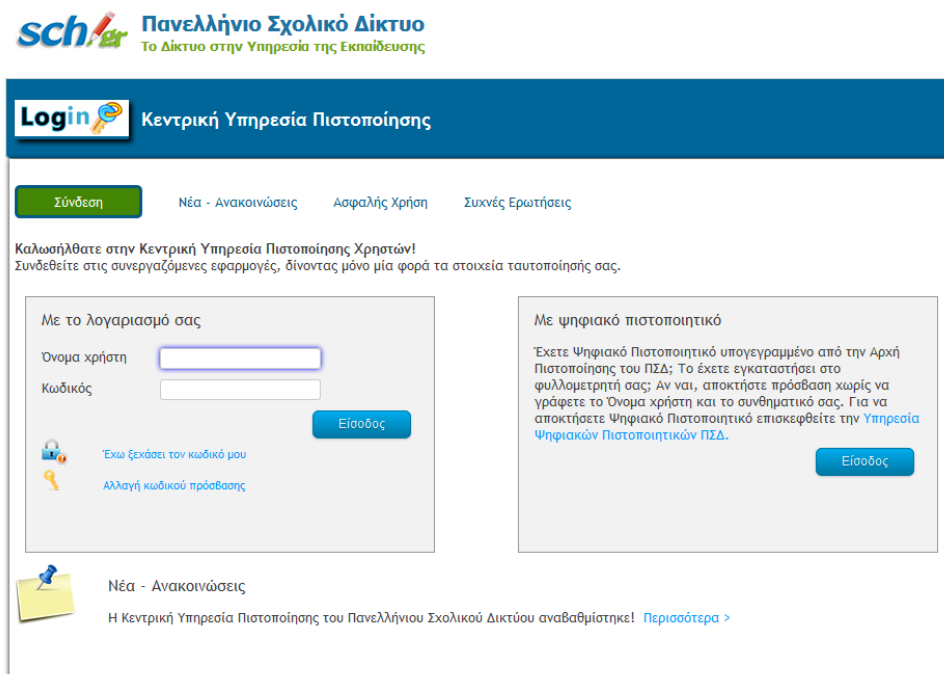 sch.gr Πανελλήνιο Σχολικό Δίκτυο
Το Δίκτυο στην Υπηρεσία της Εκπαίδευσης
Login Κεντρική Υπηρεσία Πιστοποίησης
Σύνδεση Νέα - Ανακοινώσεις Ασφαλής Χρήση Συχνές Ερωτήσεις
Καλωσήλθατε στην Κεντρική Υπηρεσία Πιστοποίησης Χρηστών!
Συνδεθείτε στις συνεργαζόμενες εφαρμογές, δίνοντας μόνο μία φορά τα στοιχεία ταυτοποίησής σας.
Με το λογαριασμό σας
Όνομα χρήστη
Κωδικός
Είσοδος
Έχω ξεχάσει τον κωδικό μου
Αλλαγή κωδικού πρόσβασης
Με ψηφιακό πιστοποιητικό
Έχετε Ψηφιακό Πιστοποιητικό υπογεγραμμένο από την Αρχή
Πιστοποίησης του ΠΣΔ; Το έχετε εγκαταστήσει στο
φυλλομετρητή σας; Αν ναι, αποκτήστε πρόσβαση χωρίς να
γράφετε το Όνομα χρήστη και το συνθηματικό σας. Για να
αποκτήσετε Ψηφιακό Πιστοποιητικό επισκεφθείτε την Υπηρεσία
Ψηφιακών Πιστοποιητικών ΠΣΔ.
Είσοδος
Νέα - Ανακοινώσεις
Η Κεντρική Υπηρεσία Πιστοποίησης του Πανελλήνιου Σχολικού Δικτύου αναβαθμίστηκε! Περισσότερα >